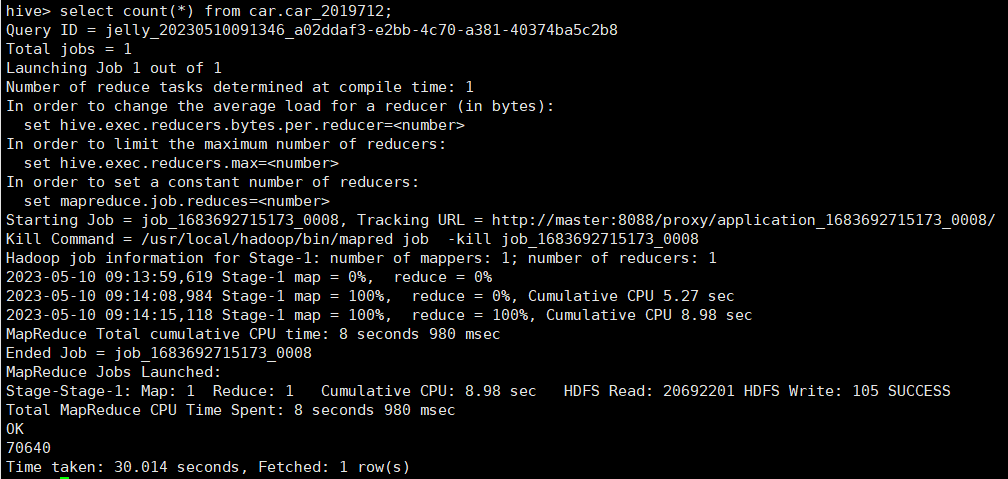 hive> select count(*) from car.car_2019712;
Query ID = jelly_20230510091346_a02ddaf3-e2bb-4c70-a381-40374ba5c2b8
Total jobs = 1
Launching Job 1 out of 1
Number of reduce tasks determined at compile time: 1
In order to change the average load for a reducer (in bytes):
  set hive.exec.reducers.bytes.per.reducer=<number>
In order to limit the maximum number of reducers:
  set hive.exec.reducers.max=<number>
In order to set a constant number of reducers:
  set mapreduce.job.reduces=<number>
Starting Job = job_1683692715173_0008, Tracking URL = http://master:8088/proxy/application_1683692715173_0008/
Kill Command = /usr/local/hadoop/bin/mapred job  -kill job_1683692715173_0008
Hadoop job information for Stage-1: number of mappers: 1; number of reducers: 1
2023-05-10 09:13:59,619 Stage-1 map = 0%,  reduce = 0%
2023-05-10 09:14:08,984 Stage-1 map = 100%,  reduce = 0%, Cumulative CPU 5.27 sec
2023-05-10 09:14:15,118 Stage-1 map = 100%,  reduce = 100%, Cumulative CPU 8.98 sec
MapReduce Total cumulative CPU time: 8 seconds 980 msec
Ended Job = job_1683692715173_0008
MapReduce Jobs Launched:
Stage-Stage-1: Map: 1  Reduce: 1   Cumulative CPU: 8.98 sec   HDFS Read: 20692201 HDFS Write: 105 SUCCESS
Total MapReduce CPU Time Spent: 8 seconds 980 msec
OK
70640
Time taken: 30.014 seconds, Fetched: 1 row(s)